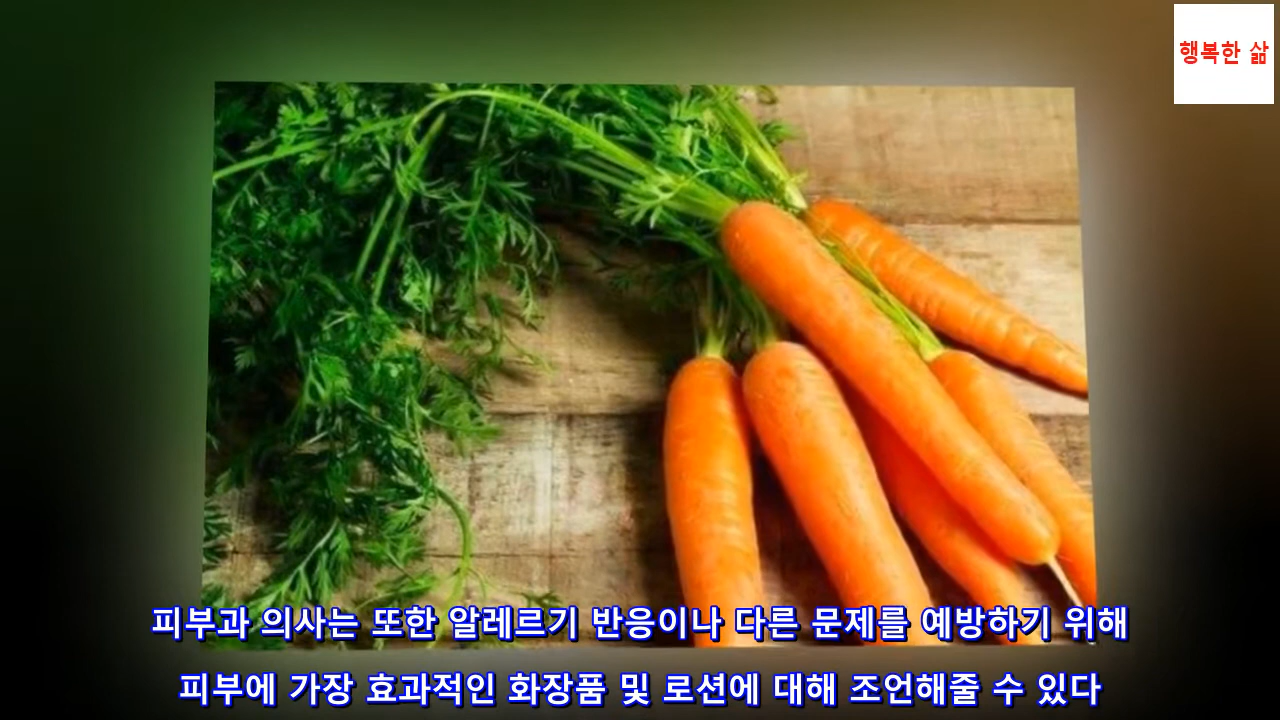 행복한 삶
피부과 의사는 또한 알레르기 반응이나 다른 문제를 예방하기 위해
피부에 가장 효과적인 화장품 및 로션에 대해 조언해줄 수 있다